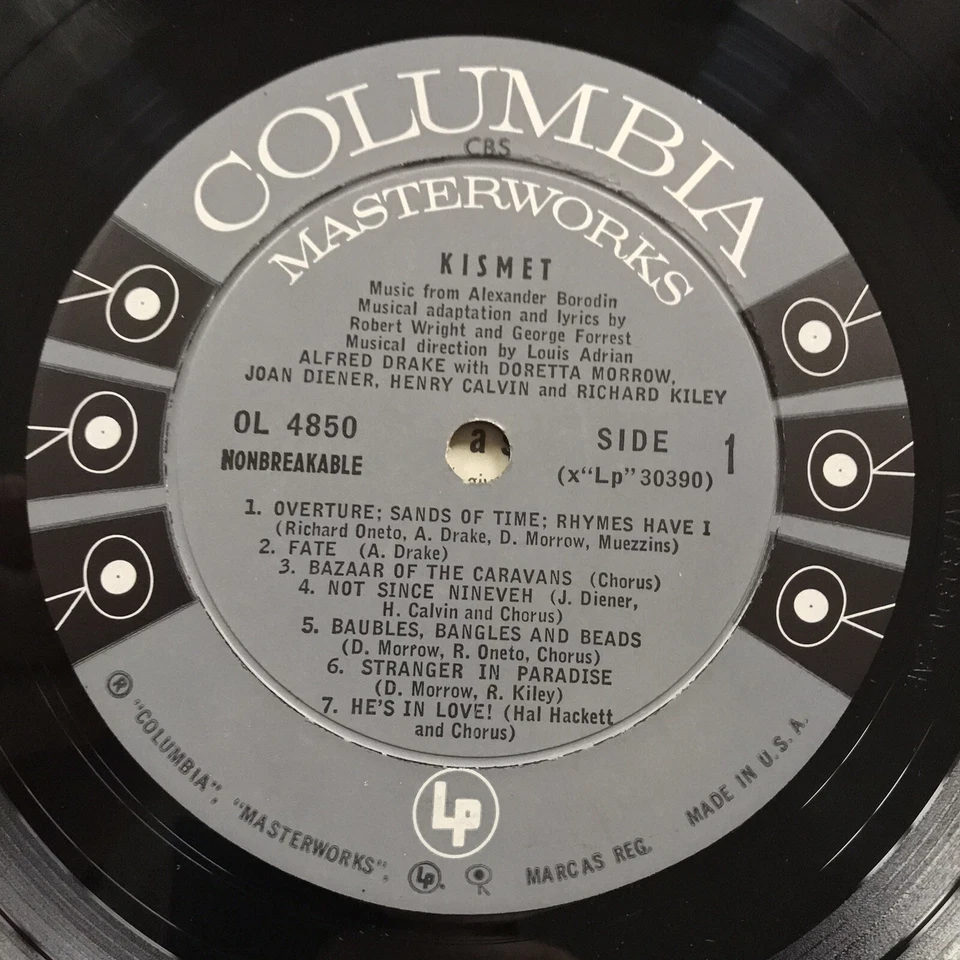 COLUMBIA
CBS
MASTERWORKS
KISMET
Music from Alexander Borodin
Musical adaptation and lyrics by
Robert Wright and George Forrest
Musical direction by Louis Adrian
ALFRED DRAKE with DORETTA MORROW,
JOAN DIENER, HENRY CALVIN and RICHARD KILEY
OL 4850
NONBREAKABLE
a
SIDE 1
(x“Lp”30390)
1. OVERTURE; SANDS OF TIME; RHYMES HAVE I
(Richard Oneto, A. Drake, D. Morrow, Muezzins)
2. FATE (A. Drake)
3. BAZAAR OF THE CARAVANS (Chorus)
4. NOT SINCE NINEVEH (J. Diener,
H. Calvin and Chorus)
5. BAUBLES, BANGLES AND BEADS
(D. Morrow, R. Oneto, Chorus)
6. STRANGER IN PARADISE
(D. Morrow, R. Kiley)
7. HE'S IN LOVE! (Hal Hackett
and Chorus)
Lp
® "COLUMBIA", "MASTERWORKS", Lp. MARCAS REG. MADE IN U.S.A.